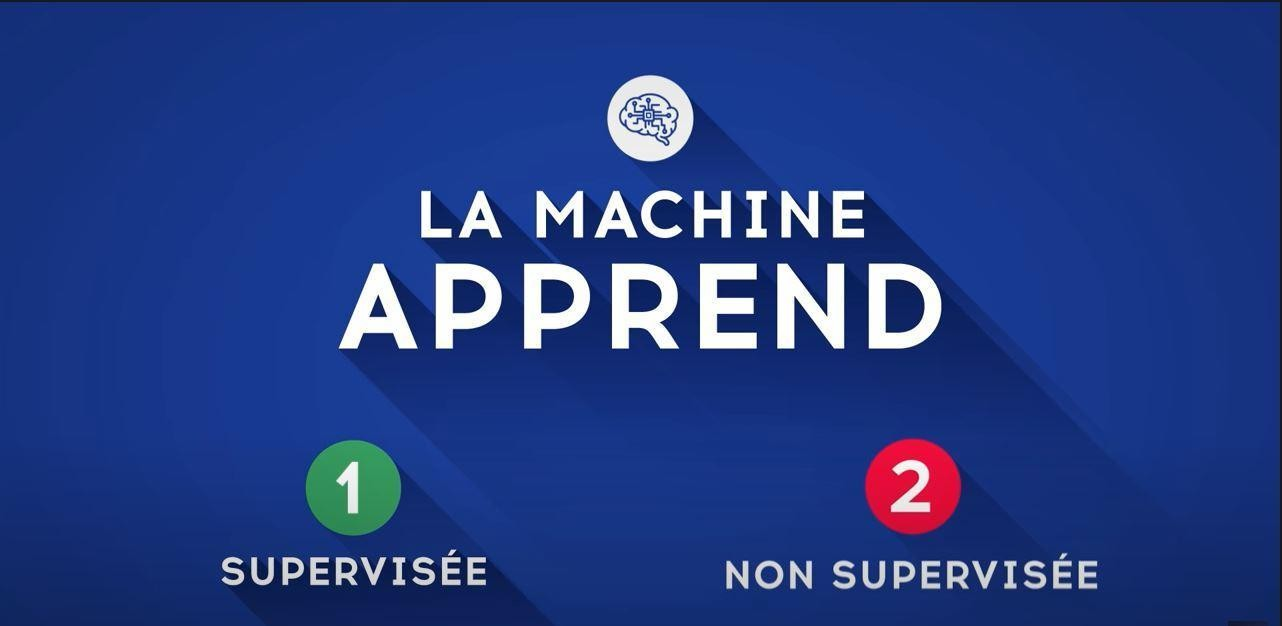 LA MACHINE
APPREND
1
2
SUPERVISÉE
NON SUPERVISÉE